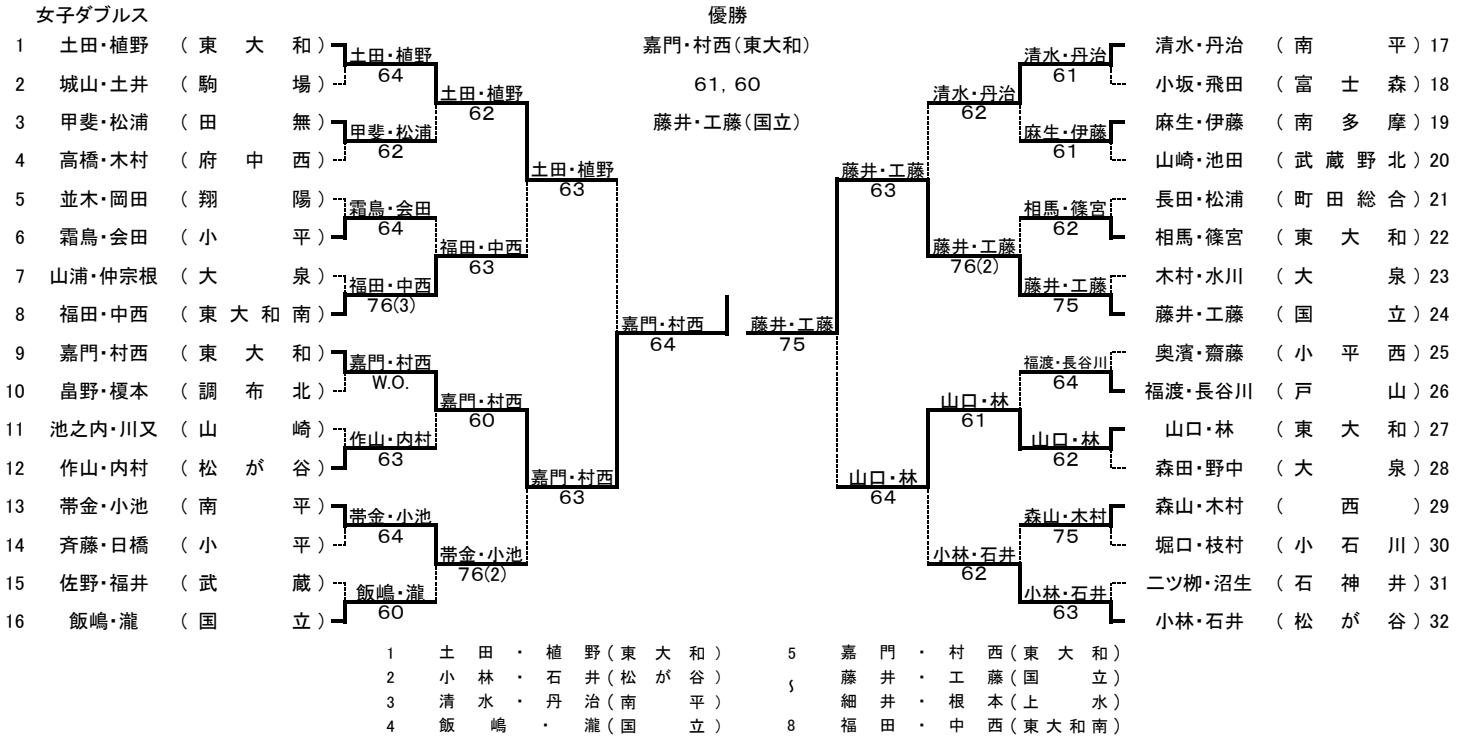 女子ダブルス
優勝
嘉門・村西(東大和)
61, 60
藤井・工藤(国立)
1 土田・植野 (東大和)
2 城山・土井 (駒場)
3 甲斐・松浦 (田無)
4 高橋・木村 (府中西)
5 並木・岡田 (翔陽)
6 霜鳥・会田 (小平)
7 山浦・仲宗根 (大泉)
8 福田・中西 (東大和南)
9 嘉門・村西 (東大和)
10 畠野・榎本 (調布北)
11 池之内・川又 (山崎)
12 作山・内村 (松が谷)
13 帯金・小池 (南平)
14 斉藤・日橋 (小平)
15 佐野・福井 (武蔵)
16 飯嶋・瀧 (国立)
土田・植野
64
甲斐・松浦
62
霜鳥・会田
64
福田・中西
76(3)
嘉門・村西
W.O.
作山・内村
63
帯金・小池
64
飯嶋・瀧
60
土田・植野
62
福田・中西
63
嘉門・村西
60
帯金・小池
76(2)
土田・植野
63
嘉門・村西
63
嘉門・村西
64
藤井・工藤
75
藤井・工藤
63
山口・林
64
清水・丹治
62
藤井・工藤
76(2)
山口・林
61
小林・石井
62
清水・丹治
61
麻生・伊藤
61
相馬・篠宮
62
藤井・工藤
75
福渡・長谷川
64
山口・林
62
森山・木村
75
小林・石井
63
清水・丹治 (南平) 17
小坂・飛田 (富士森) 18
麻生・伊藤 (南多摩) 19
山崎・池田 (武蔵野北) 20
長田・松浦 (町田総合) 21
相馬・篠宮 (東大和) 22
木村・水川 (大泉) 23
藤井・工藤 (国立) 24
奥濱・齋藤 (小平西) 25
福渡・長谷川 (戸山) 26
山口・林 (東大和) 27
森田・野中 (大泉) 28
森山・木村 (西) 29
堀口・枝村 (小石川) 30
二ツ栁・沼生 (石神井) 31
小林・石井 (松が谷) 32
1 土田・植野(東大和)
2 小林・石井(松が谷)
3 清水・丹治(南平)
4 飯嶋・瀧(国立)
5 嘉門・村西(東大和)
〜 藤井・工藤(国立)
細井・根本(上水)
8 福田・中西(東大和南)